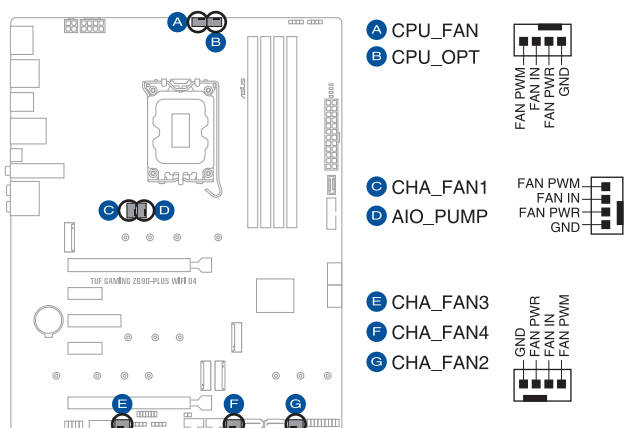 A CPU_FAN
B CPU_OPT
FAN PWM
FAN IN
FAN PWR
GND
A
B
/ISUS
C CHA_FAN1
D AIO_PUMP
FAN PWM
FAN IN
FAN PWR
GND
C
D
TUF GAMING Z690-PLUS WIFI D4
E CHA_FAN3
F CHA_FAN4
G CHA_FAN2
GND
FAN PWR
FAN IN
FAN PWM
E
F
G